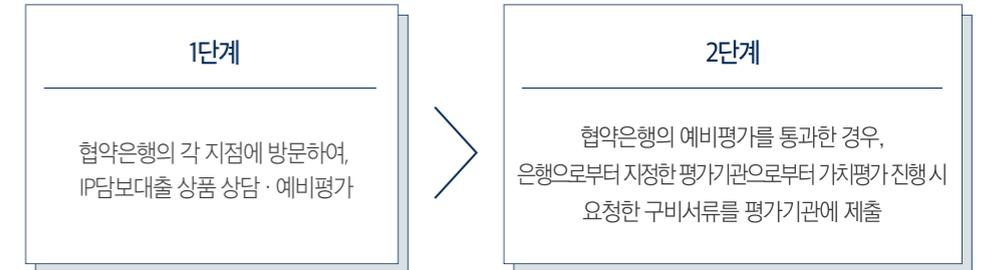 1단계
협약은행의 각 지점에 방문하여,
IP담보대출 상품 상담 · 예비평가
2단계
협약은행의 예비평가를 통과한 경우,
은행으로부터 지정한 평가기관으로부터 가치평가 진행 시
요청한 구비서류를 평가기관에 제출